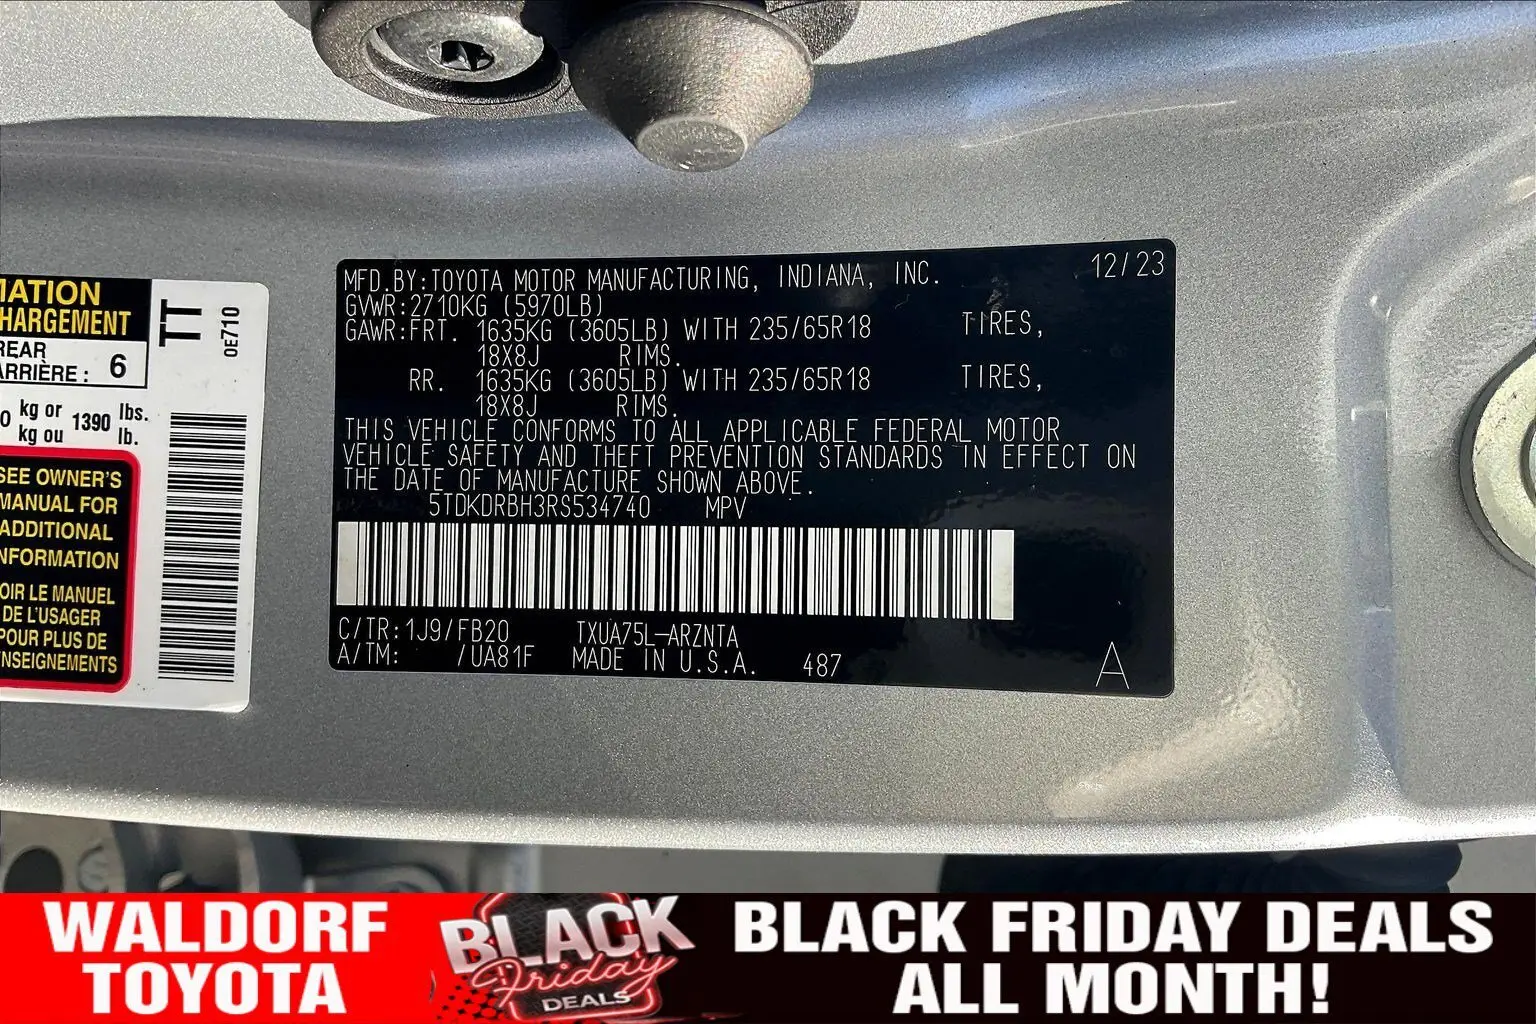 MATION
HARGEMENT
REAR
ARRIÈRE : 6
0 kg or 1390 lbs.
kg ou lb.
SEE OWNER'S
MANUAL FOR
ADDITIONAL
NFORMATION
OIR LE MANUEL
DE L'USAGER
POUR PLUS DE
NSEIGNEMENTS
TT
0E710
MFD.BY:TOYOTA MOTOR MANUFACTURING, INDIANA, INC. 12/23
GVWR:2710KG (5970LB)
GAWR:FRT. 1635KG (3605LB) WITH 235/65R18 TIRES,
18X8J RIMS.
RR. 1635KG (3605LB) WITH 235/65R18 TIRES,
18X8J RIMS.
THIS VEHICLE CONFORMS TO ALL APPLICABLE FEDERAL MOTOR
VEHICLE SAFETY AND THEFT PREVENTION STANDARDS IN EFFECT ON
THE DATE OF MANUFACTURE SHOWN ABOVE.
5TDKDRBH3RS534740 MPV
C/TR:1J9/FB20 TXUA75L-ARZNTA
A/TM: /UA81F MADE IN U.S.A. 487
A
WALDORF
TOYOTA
BLACK
Friday
DEALS
BLACK FRIDAY DEALS
ALL MONTH!